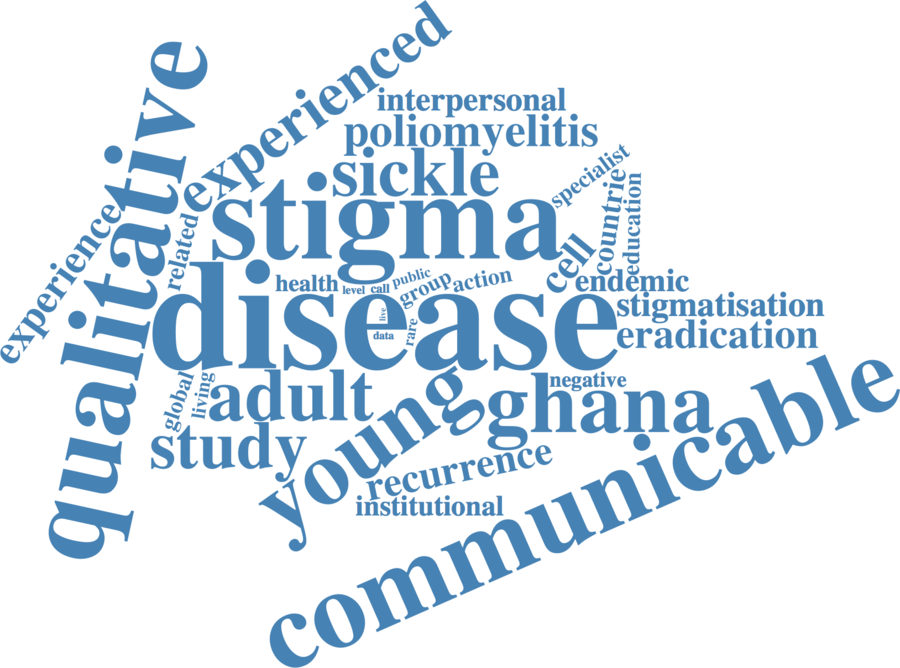 experienced
interpersonal
qualitative
poliomyelitis
sickle
specialist
stigma
experience
related
countrie
education
cell
health
level
call
public
group
action
endemic
disease
live
data
rare
stigmatisation
eradication
global
living
adult
young
negative
ghana
study
recurrence
institutional
communicable